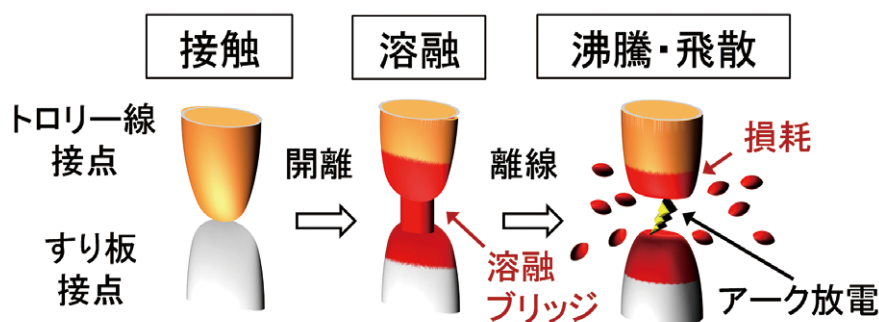 接触
溶融
沸騰・飛散
トロリー線
接点
すり板
接点
開離
離線
溶融
ブリッジ
損耗
アーク放電